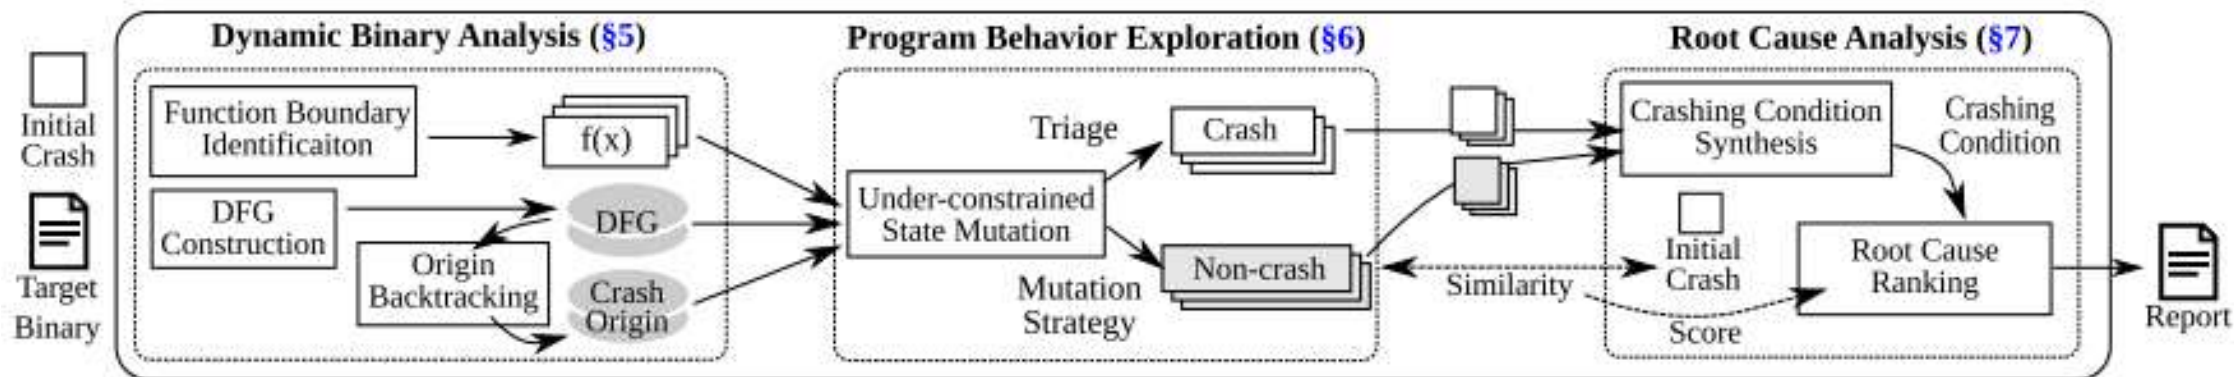 Dynamic Binary Analysis (§5)
Initial
Crash
Target
Binary
Function Boundary
Identificaiton
f(x)
DFG
Construction
DFG
Origin
Backtracking
Crash
Origin
Program Behavior Exploration (§6)
Under-constrained
State Mutation
Triage
Crash
Non-crash
Mutation
Strategy
Similarity
Root Cause Analysis (§7)
Crashing Condition
Synthesis
Crashing
Condition
Initial
Crash
Root Cause
Ranking
Score
Report